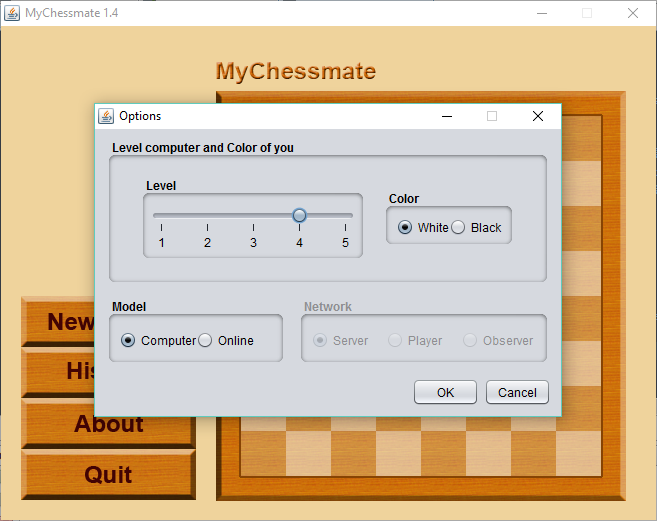 MyChessmate 1.4
MyChessmate
Options
Level computer and Color of you
Level
1 2 3 4 5
Color
White Black
Model
Computer Online
Network
Server Player Observer
OK Cancel
New
His
About
Quit